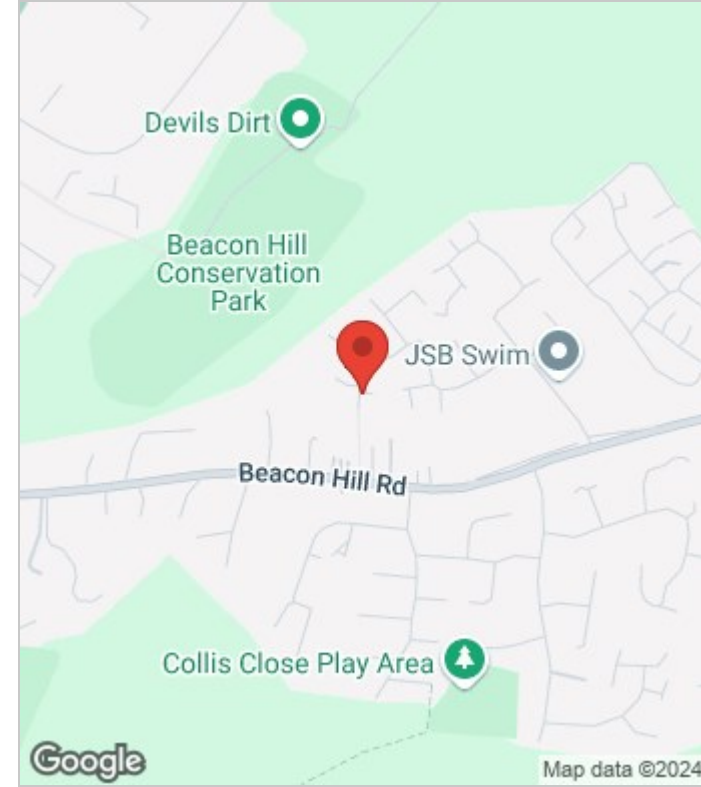 Devils Dirt
Beacon Hill
Conservation
Park
JSB Swim
Beacon Hill Rd
Collis Close Play Area
Google
Map data ©2024